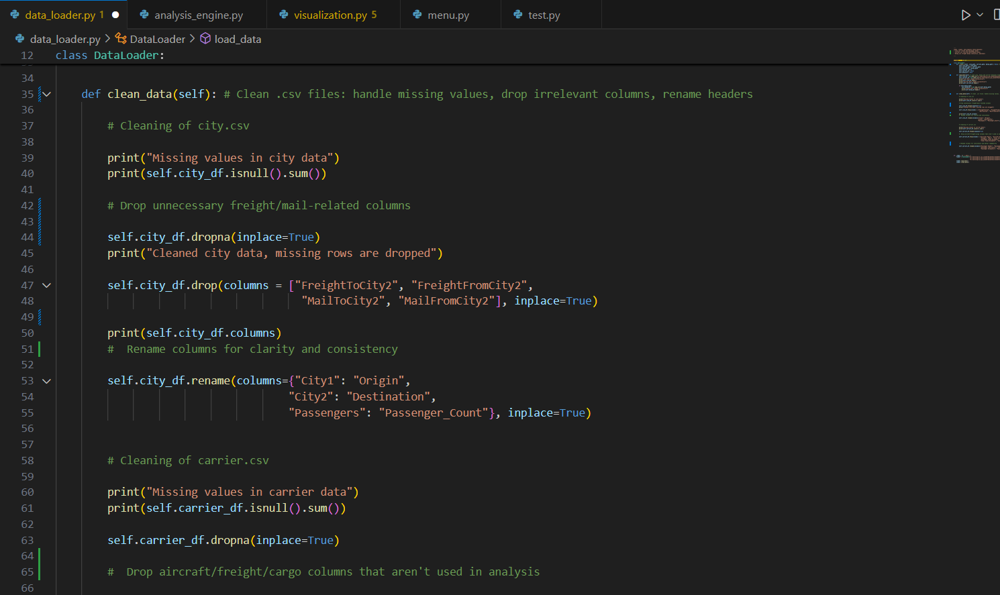 data_loader.py 1
analysis_engine.py
visualization.py 5
menu.py
test.py
data_loader.py > DataLoader > load_data
12 class DataLoader:
34
35 def clean_data(self): # Clean .csv files: handle missing values, drop irrelevant columns, rename headers
36
37 # Cleaning of city.csv
38
39 print("Missing values in city data")
40 print(self.city_df.isnull().sum())
41
42 # Drop unnecessary freight/mail-related columns
43
44 self.city_df.dropna(inplace=True)
45 print("Cleaned city data, missing rows are dropped")
46
47 self.city_df.drop(columns = ["FreightToCity2", "FreightFromCity2",
48 "MailToCity2", "MailFromCity2"], inplace=True)
49
50 print(self.city_df.columns)
51 #  Rename columns for clarity and consistency
52
53 self.city_df.rename(columns={"City1": "Origin",
54 "City2": "Destination",
55 "Passengers": "Passenger_Count"}, inplace=True)
56
57
58 # Cleaning of carrier.csv
59
60 print("Missing values in carrier data")
61 print(self.carrier_df.isnull().sum())
62
63 self.carrier_df.dropna(inplace=True)
64
65 #  Drop aircraft/freight/cargo columns that aren't used in analysis
66